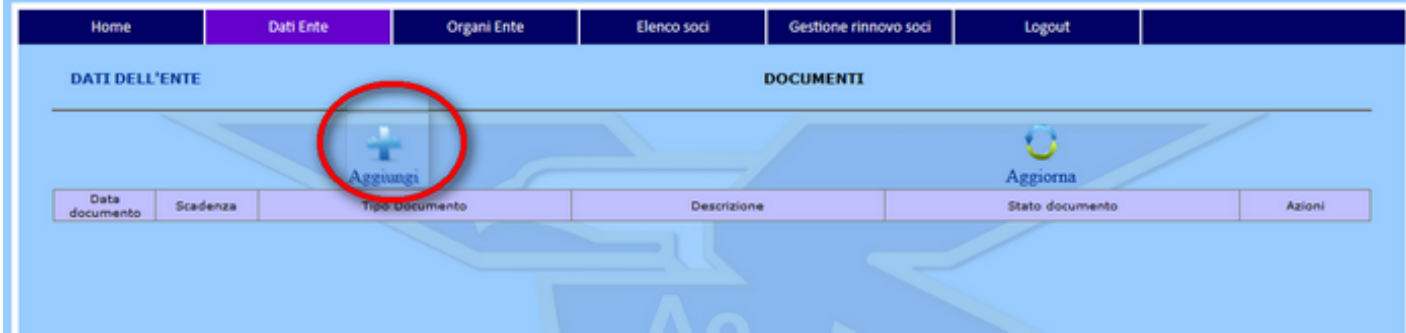 Home Dati Ente Organi Ente Elenco soci Gestione rinnovo soci Logout
DATI DELL'ENTE DOCUMENTI
Aggiungi Aggiorna
Data documento Scadenza Tipo Documento Descrizione Stato documento Azioni
Ae